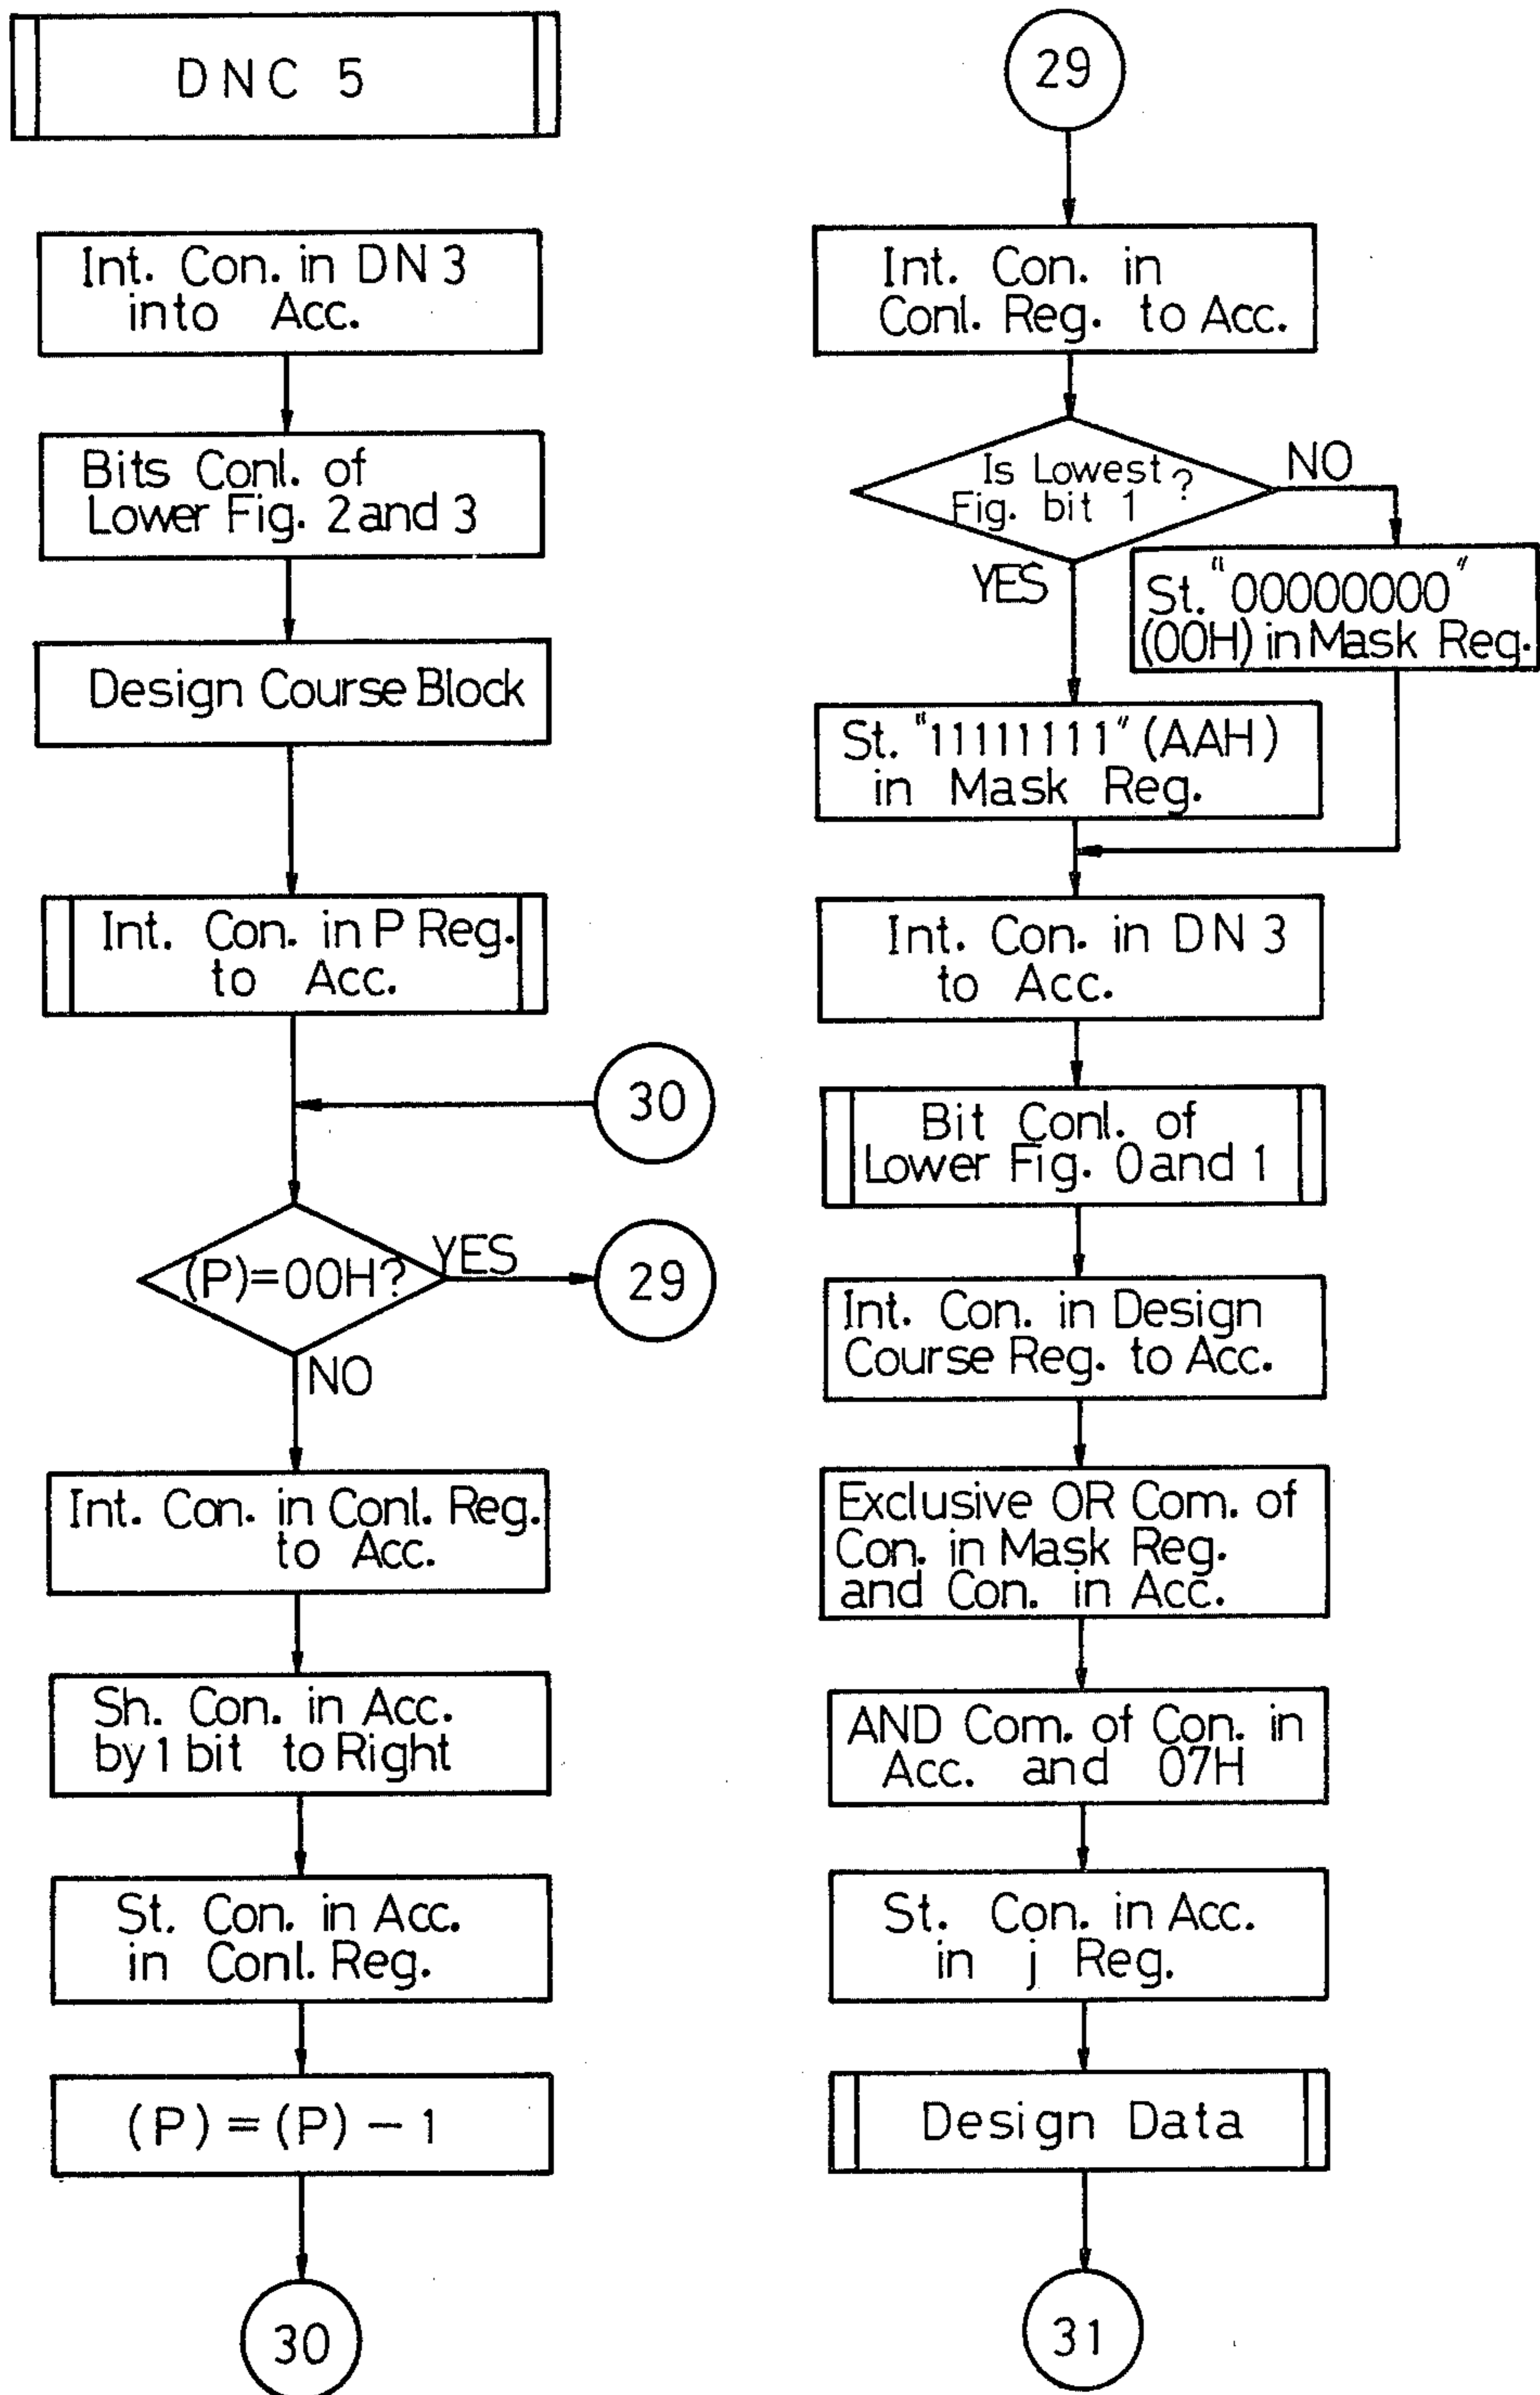 DNC 5
Int. Con. in DN 3
into Acc.
Bits Conl. of
Lower Fig. 2 and 3
Design Course Block
Int. Con. in P Reg.
to Acc.
30
(P)=00H?
YES
29
NO
Int. Con. in Conl. Reg.
to Acc.
Sh. Con. in Acc.
by 1 bit to Right
St. Con. in Acc.
in Conl. Reg.
(P) = (P) - 1
30
29
Int. Con. in
Conl. Reg. to Acc.
Is Lowest
Fig. bit 1 ?
NO
YES
St. "00000000"
(00H) in Mask Reg.
St. "11111111" (AAH)
in Mask Reg.
Int. Con. in DN 3
to Acc.
Bit Conl. of
Lower Fig. 0 and 1
Int. Con. in Design
Course Reg. to Acc.
Exclusive OR Com. of
Con. in Mask Reg.
and Con. in Acc.
AND Com. of Con. in
Acc. and 07H
St. Con. in Acc.
in j Reg.
Design Data
31